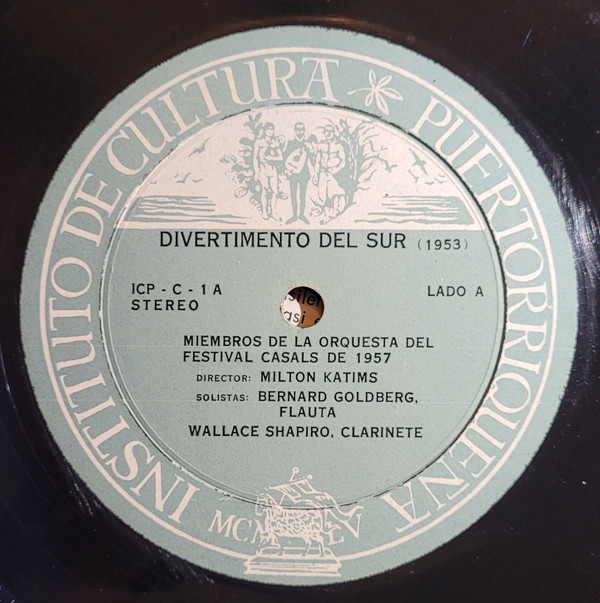 INSTITUTO DE CULTURA PUERTORRIQUEÑA
DIVERTIMENTO DEL SUR (1953)
ICP - C - 1 A
STEREO
LADO A
MIEMBROS DE LA ORQUESTA DEL
FESTIVAL CASALS DE 1957
DIRECTOR: MILTON KATIMS
SOLISTAS: BERNARD GOLDBERG,
FLAUTA
WALLACE SHAPIRO, CLARINETE